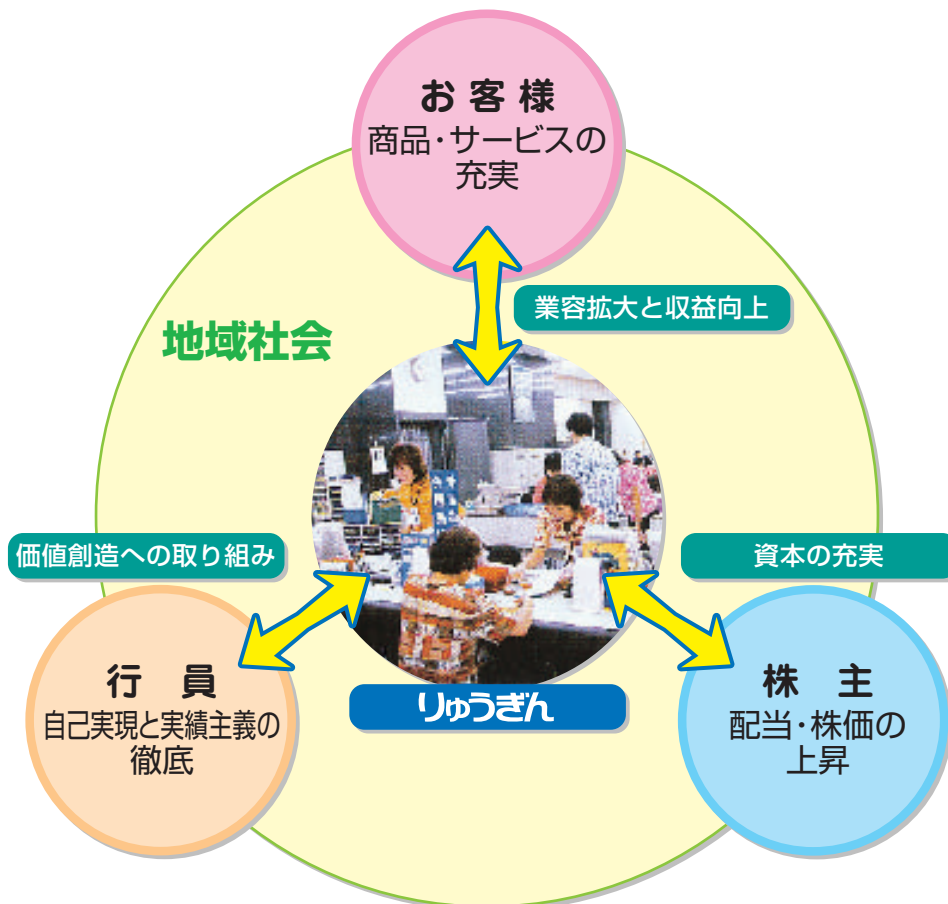 お客様
商品・サービスの
充実
業容拡大と収益向上
地域社会
価値創造への取り組み
資本の充実
行員
自己実現と実績主義の
徹底
りゅうぎん
株主
配当・株価の
上昇